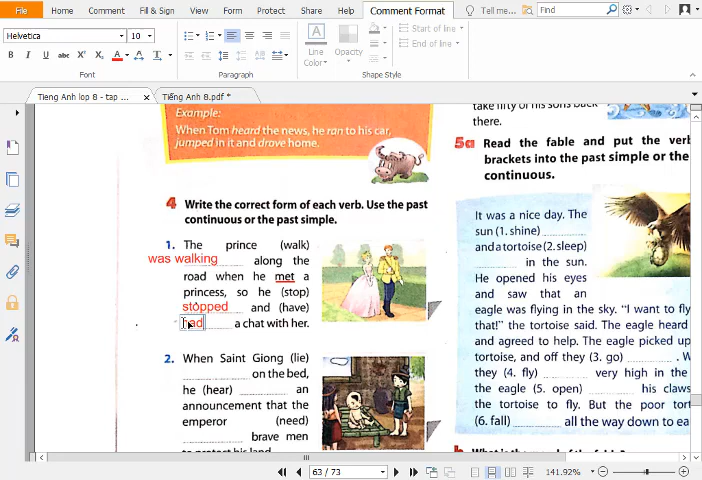 File
Home
Comment
Fill & Sign
View
Form
Protect
Share
Help
Comment Format
Tell me...
Find
Helvetica
10
Font
Paragraph
Line Color
Opacity
Start of line
End of line
Shape Style
Tieng Anh lop 8 - tap ...
Tiếng Anh 8.pdf *
Example:
When Tom heard the news, he ran to his car,
jumped in it and drove home.
4 Write the correct form of each verb. Use the past
continuous or the past simple.
1. The prince (walk)
was walking along the
road when he met a
princess, so he (stop)
stopped and (have)
had a chat with her.
2. When Saint Giong (lie)
on the bed,
he (hear) an
announcement that the
emperor (need)
brave men
to protect his land.
take fifty of his sons back
there.
5a Read the fable and put the verb
brackets into the past simple or the
continuous.
It was a nice day. The
sun (1. shine)
and a tortoise (2. sleep)
in the sun.
He opened his eyes
and saw that an
eagle was flying in the sky. "I want to fly
that!" the tortoise said. The eagle heard
and agreed to help. The eagle picked up
tortoise, and off they (3. go) . W
they (4. fly) very high in the
the eagle (5. open) his claws
the tortoise to fly. But the poor tort
(6. fall) all the way down to ea
63 / 73
141.92%